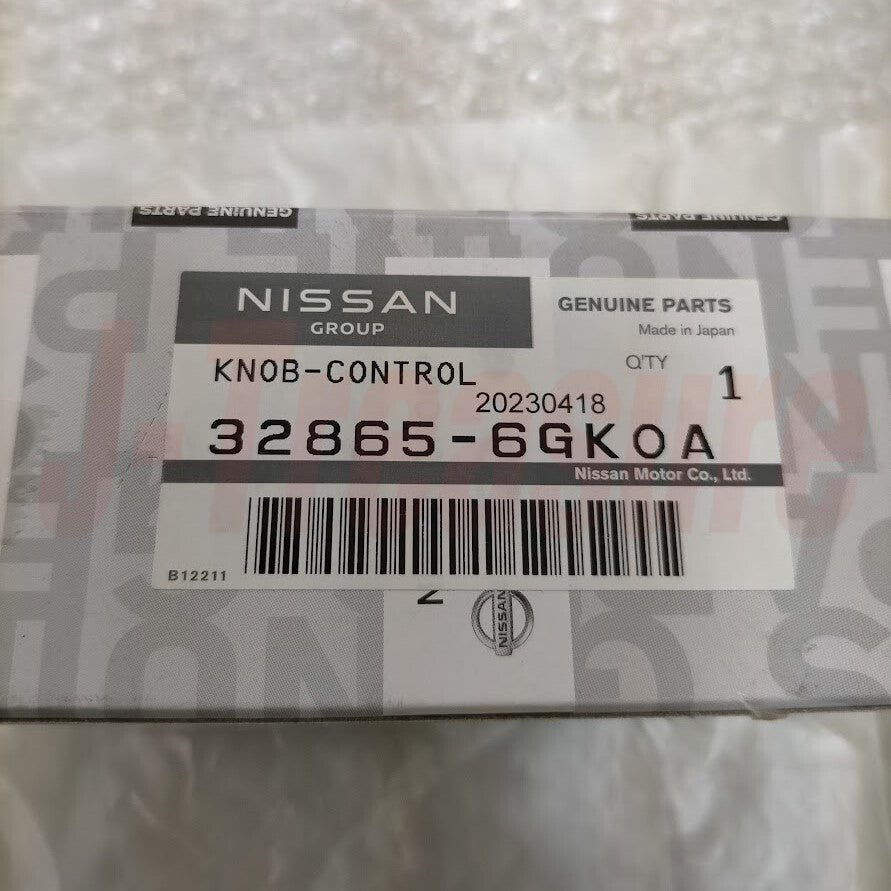 GENUINE PARTS
GENUINE PARTS
NISSAN
GROUP
GENUINE PARTS
Made in Japan
KNOB-CONTROL
Q'TY 1
20230418
32865-6GK0A
Nissan Motor Co., Ltd.
B12211
NISSAN
J-Treasure